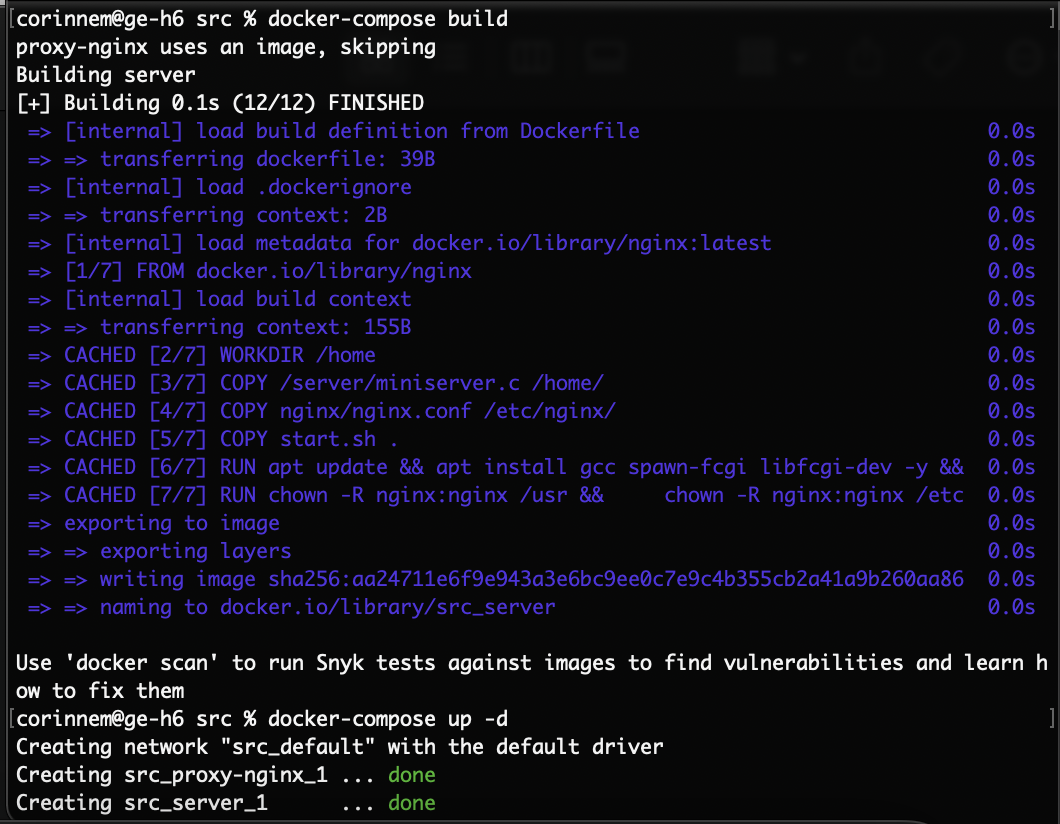 [corinnem@ge-h6 src % docker-compose build ]
proxy-nginx uses an image, skipping
Building server
[+] Building 0.1s (12/12) FINISHED
=> [internal] load build definition from Dockerfile 0.0s
=> => transferring dockerfile: 39B 0.0s
=> [internal] load .dockerignore 0.0s
=> => transferring context: 2B 0.0s
=> [internal] load metadata for docker.io/library/nginx:latest 0.0s
=> [1/7] FROM docker.io/library/nginx 0.0s
=> [internal] load build context 0.0s
=> => transferring context: 155B 0.0s
=> CACHED [2/7] WORKDIR /home 0.0s
=> CACHED [3/7] COPY /server/miniserver.c /home/ 0.0s
=> CACHED [4/7] COPY nginx/nginx.conf /etc/nginx/ 0.0s
=> CACHED [5/7] COPY start.sh . 0.0s
=> CACHED [6/7] RUN apt update && apt install gcc spawn-fcgi libfcgi-dev -y && 0.0s
=> CACHED [7/7] RUN chown -R nginx:nginx /usr && chown -R nginx:nginx /etc 0.0s
=> exporting to image 0.0s
=> => exporting layers 0.0s
=> => writing image sha256:aa24711e6f9e943a3e6bc9ee0c7e9c4b355cb2a41a9b260aa86 0.0s
=> => naming to docker.io/library/src_server 0.0s
Use 'docker scan' to run Snyk tests against images to find vulnerabilities and learn h
ow to fix them
[corinnem@ge-h6 src % docker-compose up -d ]
Creating network "src_default" with the default driver
Creating src_proxy-nginx_1 ... done
Creating src_server_1 ... done